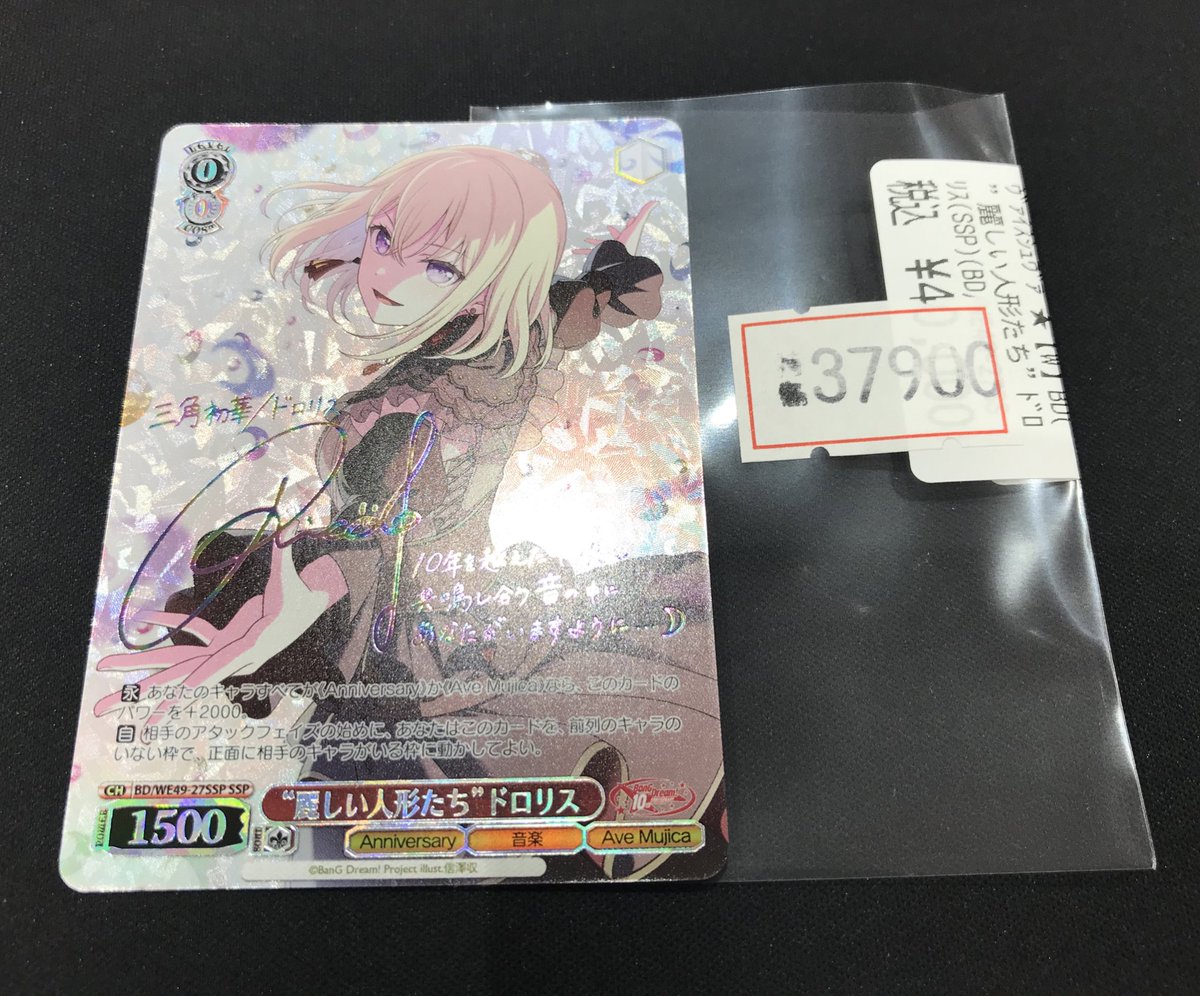 0
0
三角初華/ドロリス
10年を
共鳴し合う音の中に
あなたがいますように…
永 あなたのキャラすべてが《Anniversary》か《Ave Mujica》なら、このカードの
パワーを+2000。
自 相手のアタックフェイズの始めに、あなたはこのカードを、前列のキャラの
いない枠で、正面に相手のキャラがいる枠に動かしてよい。
CH BD/WE49-27SSP SSP
POWER 1500
“麗しい人形たち”ドロリス
BanG Dream! 10th
Anniversary 音楽 Ave Mujica
©BanG Dream! Project illust.信澤収
★【W】BD(
"麗しい人形たち"ドロ
リス(SSP)(BD/
税込 ¥40
37900